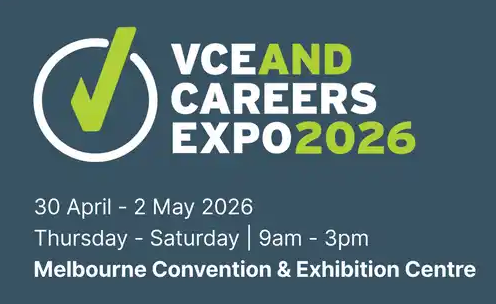 VCEAND
CAREERS
EXPO2026
30 April - 2 May 2026
Thursday - Saturday | 9am - 3pm
Melbourne Convention & Exhibition Centre